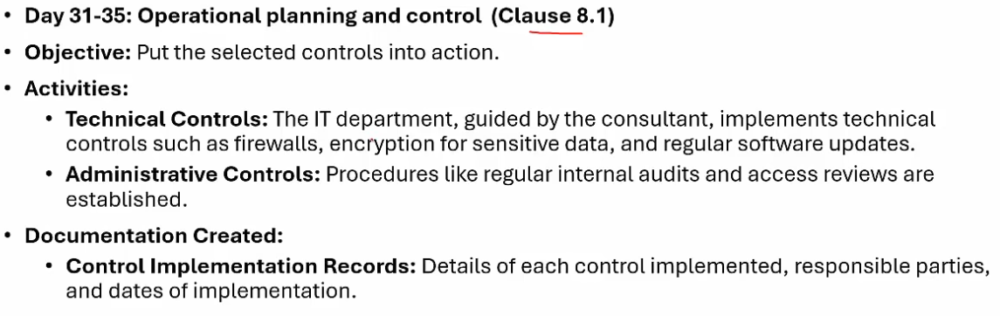 • Day 31-35: Operational planning and control (Clause 8.1)
• Objective: Put the selected controls into action.
• Activities:
• Technical Controls: The IT department, guided by the consultant, implements technical
controls such as firewalls, encryption for sensitive data, and regular software updates.
• Administrative Controls: Procedures like regular internal audits and access reviews are
established.
• Documentation Created:
• Control Implementation Records: Details of each control implemented, responsible parties,
and dates of implementation.